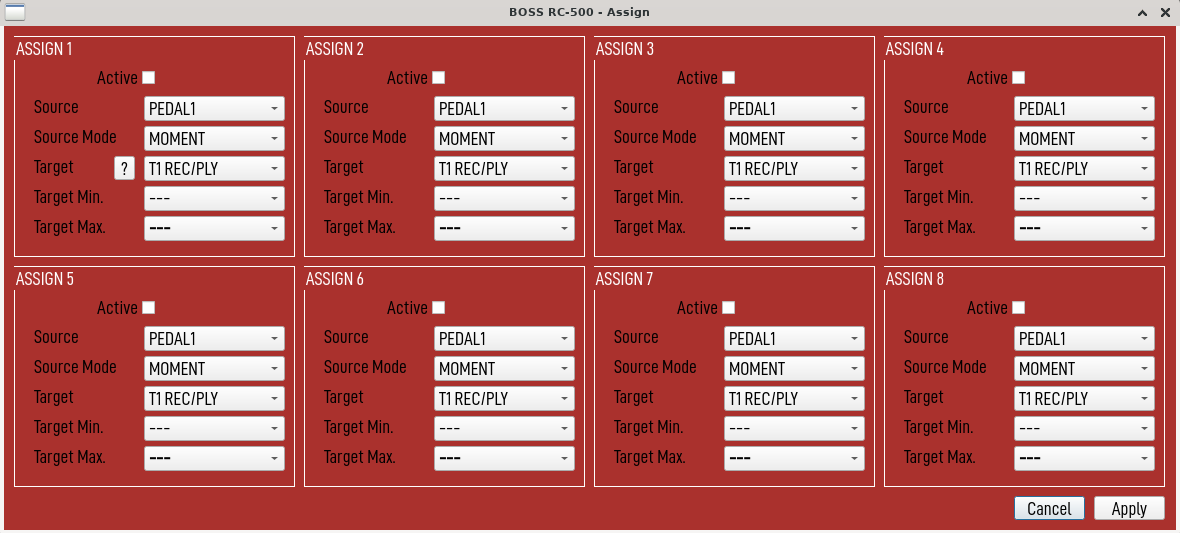 BOSS RC-500 - Assign
ASSIGN 1 ASSIGN 2 ASSIGN 3 ASSIGN 4
Active Active Active Active
Source PEDAL1 Source PEDAL1 Source PEDAL1 Source PEDAL1
Source Mode MOMENT Source Mode MOMENT Source Mode MOMENT Source Mode MOMENT
Target ? T1 REC/PLY Target T1 REC/PLY Target T1 REC/PLY Target T1 REC/PLY
Target Min. --- Target Min. --- Target Min. --- Target Min. ---
Target Max. --- Target Max. --- Target Max. --- Target Max. ---
ASSIGN 5 ASSIGN 6 ASSIGN 7 ASSIGN 8
Active Active Active Active
Source PEDAL1 Source PEDAL1 Source PEDAL1 Source PEDAL1
Source Mode MOMENT Source Mode MOMENT Source Mode MOMENT Source Mode MOMENT
Target T1 REC/PLY Target T1 REC/PLY Target T1 REC/PLY Target T1 REC/PLY
Target Min. --- Target Min. --- Target Min. --- Target Min. ---
Target Max. --- Target Max. --- Target Max. --- Target Max. ---
Cancel Apply